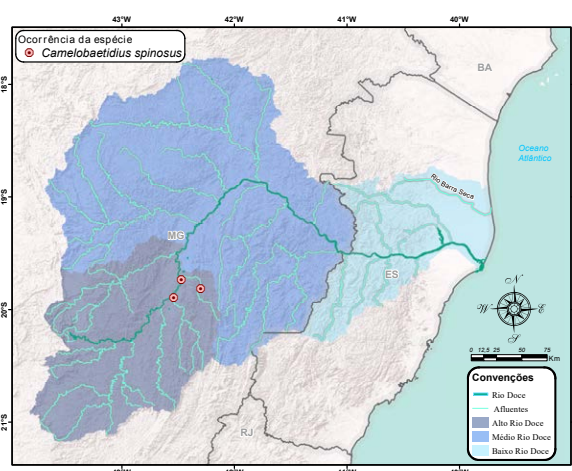 43°W 42°W 41°W 40°W
Ocorrência da espécie
Camelobaetidius spinosus
BA
18°S
Oceano
Atlântico
Rio Barra Seca
19°S
MG
ES
20°S
N
W E
S
0 12,5 25 50 75
Km
Convenções
Rio Doce
Afluentes
Alto Rio Doce
Médio Rio Doce
Baixo Rio Doce
21°S
RJ